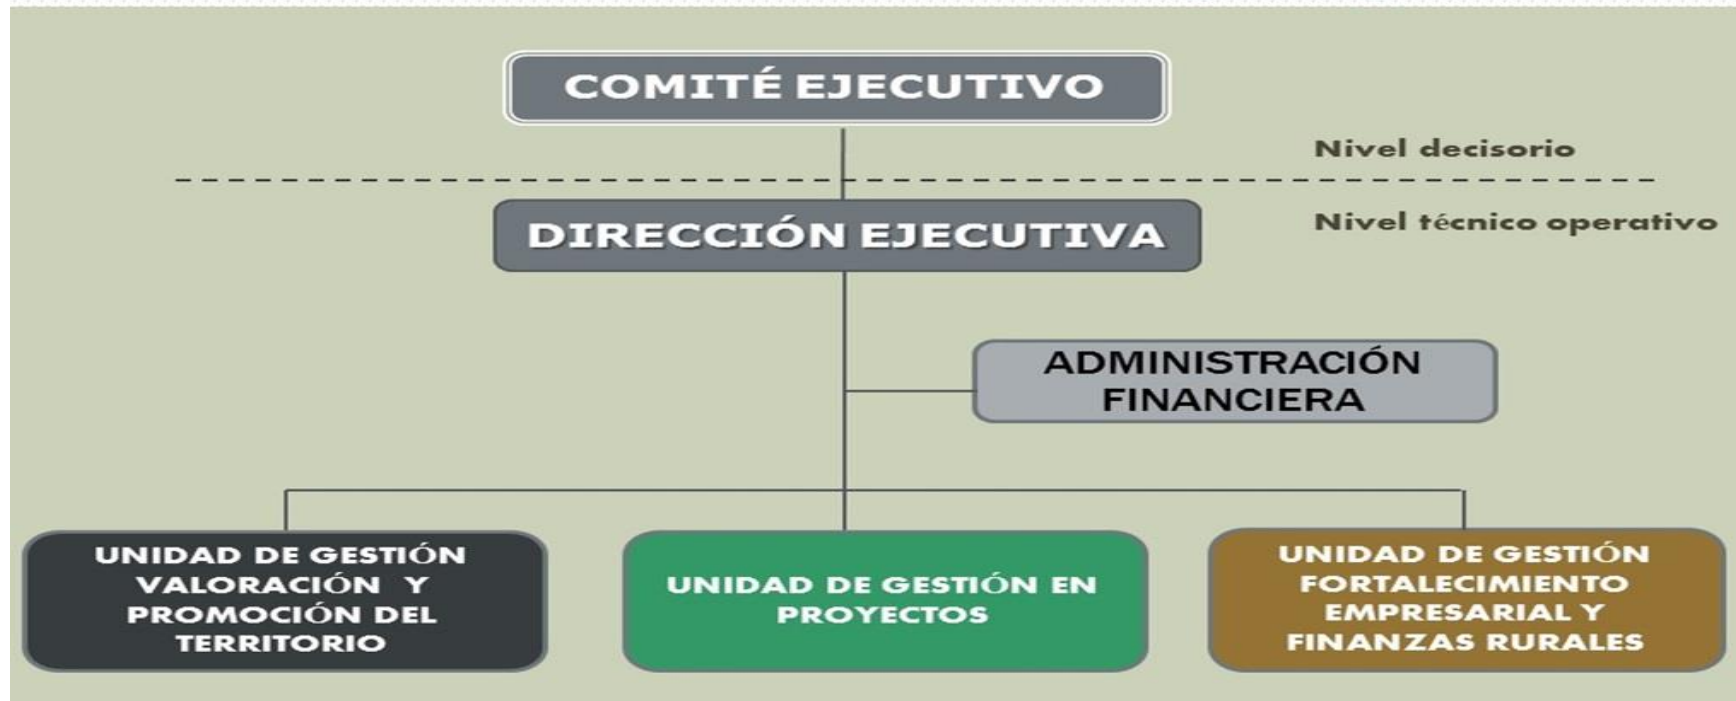 COMITÉ EJECUTIVO
Nivel decisorio
Nivel técnico operativo
DIRECCIÓN EJECUTIVA
ADMINISTRACIÓN
FINANCIERA
UNIDAD DE GESTIÓN
VALORACIÓN Y
PROMOCIÓN DEL
TERRITORIO
UNIDAD DE GESTIÓN EN
PROYECTOS
UNIDAD DE GESTIÓN
FORTALECIMIENTO
EMPRESARIAL Y
FINANZAS RURALES